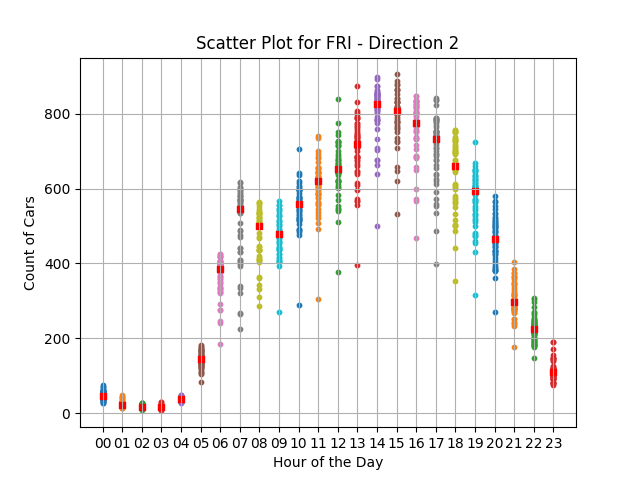 Scatter Plot for FRI - Direction 2
Count of Cars
800
600
400
200
0
00 01 02 03 04 05 06 07 08 09 10 11 12 13 14 15 16 17 18 19 20 21 22 23
Hour of the Day